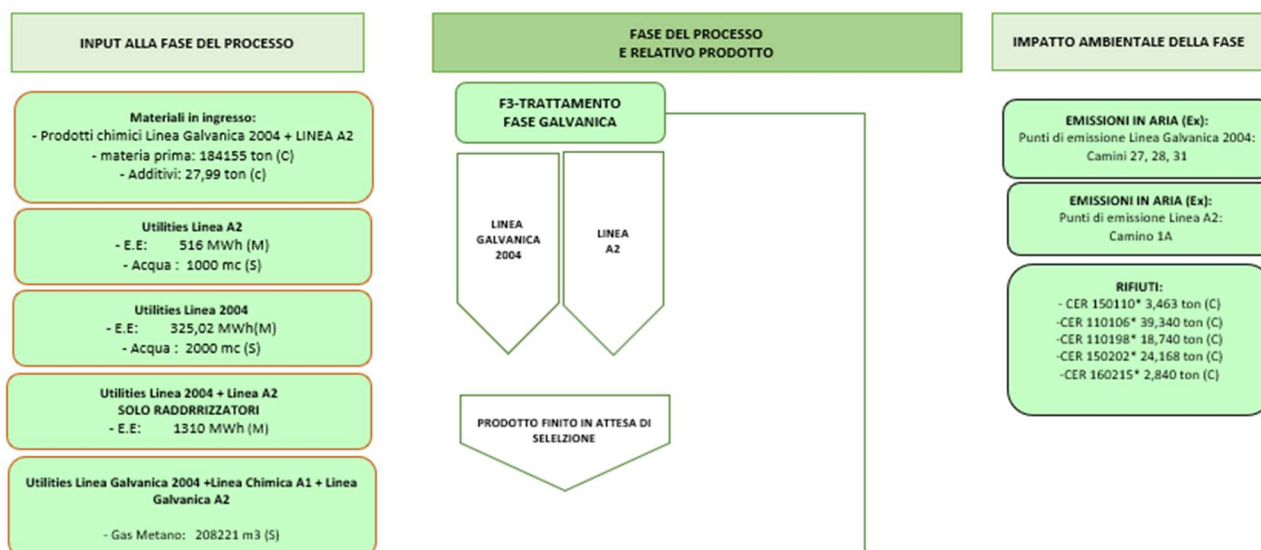 INPUT ALLA FASE DEL PROCESSO
FASE DEL PROCESSO
E RELATIVO PRODOTTO
IMPATTO AMBIENTALE DELLA FASE
Materiali in ingresso:
- Prodotti chimici Linea Galvanica 2004 + LINEA A2
- materia prima: 184155 ton (C)
- Additivi: 27,99 ton (c)
Utilities Linea A2
- E.E: 516 MWh (M)
- Acqua : 1000 mc (S)
Utilities Linea 2004
- E.E: 325,02 MWh(M)
- Acqua : 2000 mc (S)
Utilities Linea 2004 + Linea A2
SOLO RADDRRIZZATORI
- E.E: 1310 MWh (M)
Utilities Linea Galvanica 2004 +Linea Chimica A1 + Linea
Galvanica A2
- Gas Metano: 208221 m3 (S)
F3-TRATTAMENTO
FASE GALVANICA
LINEA
GALVANICA
2004
LINEA
A2
PRODOTTO FINITO IN ATTESA DI
SELELZIONE
EMISSIONI IN ARIA (Ex):
Punti di emissione Linea Galvanica 2004:
Camini 27, 28, 31
EMISSIONI IN ARIA (Ex):
Punti di emissione Linea A2:
Camino 1A
RIFIUTI:
- CER 150110* 3,463 ton (C)
-CER 110106* 39,340 ton (C)
-CER 110198* 18,740 ton (C)
-CER 150202* 24,168 ton (C)
-CER 160215* 2,840 ton (C)